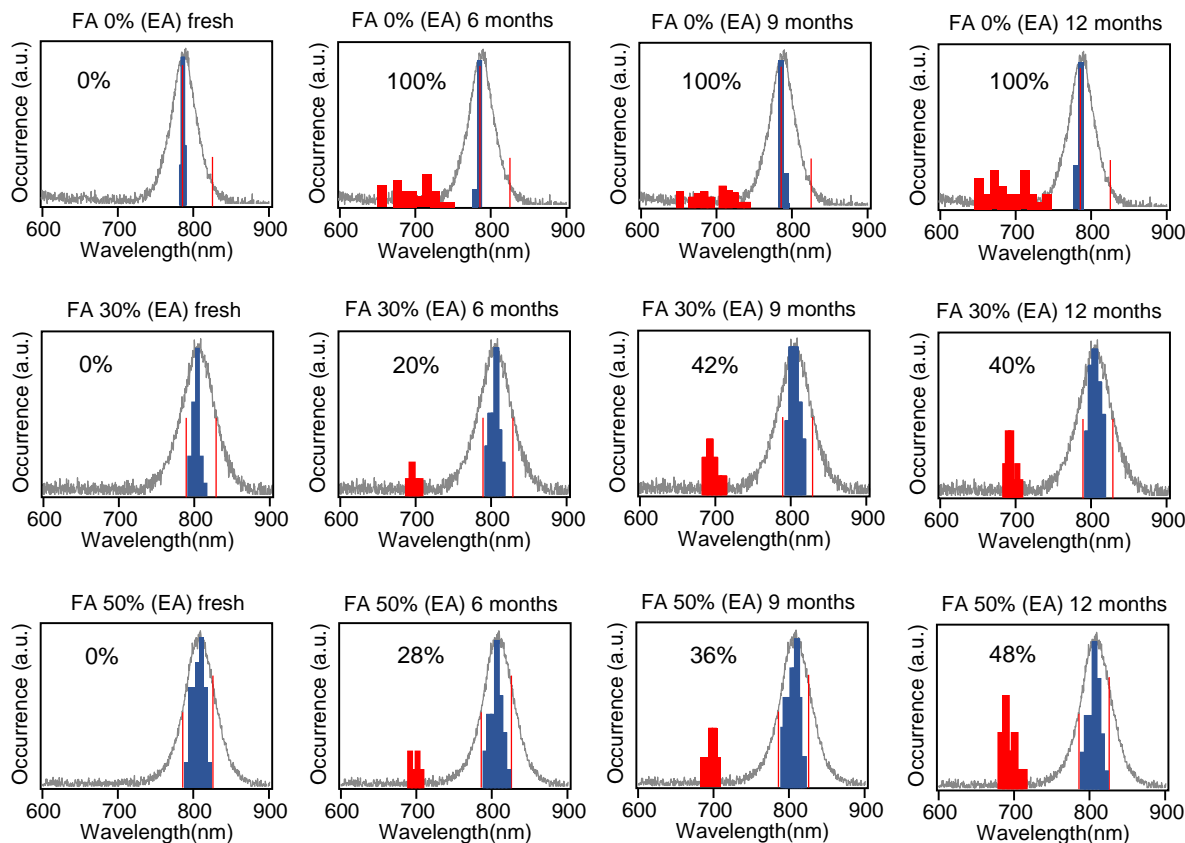 FA 0% (EA) fresh
FA 0% (EA) 6 months
FA 0% (EA) 9 months
FA 0% (EA) 12 months
Occurrence (a.u.)
0%
Occurrence (a.u.)
100%
Occurrence (a.u.)
100%
Occurrence (a.u.)
100%
600 700 800 900
600 700 800 900
600 700 800 900
600 700 800 900
Wavelength(nm)
Wavelength(nm)
Wavelength(nm)
Wavelength(nm)
FA 30% (EA) fresh
FA 30% (EA) 6 months
FA 30% (EA) 9 months
FA 30% (EA) 12 months
Occurrence (a.u.)
0%
Occurrence (a.u.)
20%
Occurrence (a.u.)
42%
Occurrence (a.u.)
40%
600 700 800 900
600 700 800 900
600 700 800 900
600 700 800 900
Wavelength(nm)
Wavelength(nm)
Wavelength(nm)
Wavelength(nm)
FA 50% (EA) fresh
FA 50% (EA) 6 months
FA 50% (EA) 9 months
FA 50% (EA) 12 months
Occurrence (a.u.)
0%
Occurrence (a.u.)
28%
Occurrence (a.u.)
36%
Occurrence (a.u.)
48%
600 700 800 900
600 700 800 900
600 700 800 900
600 700 800 900
Wavelength(nm)
Wavelength(nm)
Wavelength(nm)
Wavelength(nm)